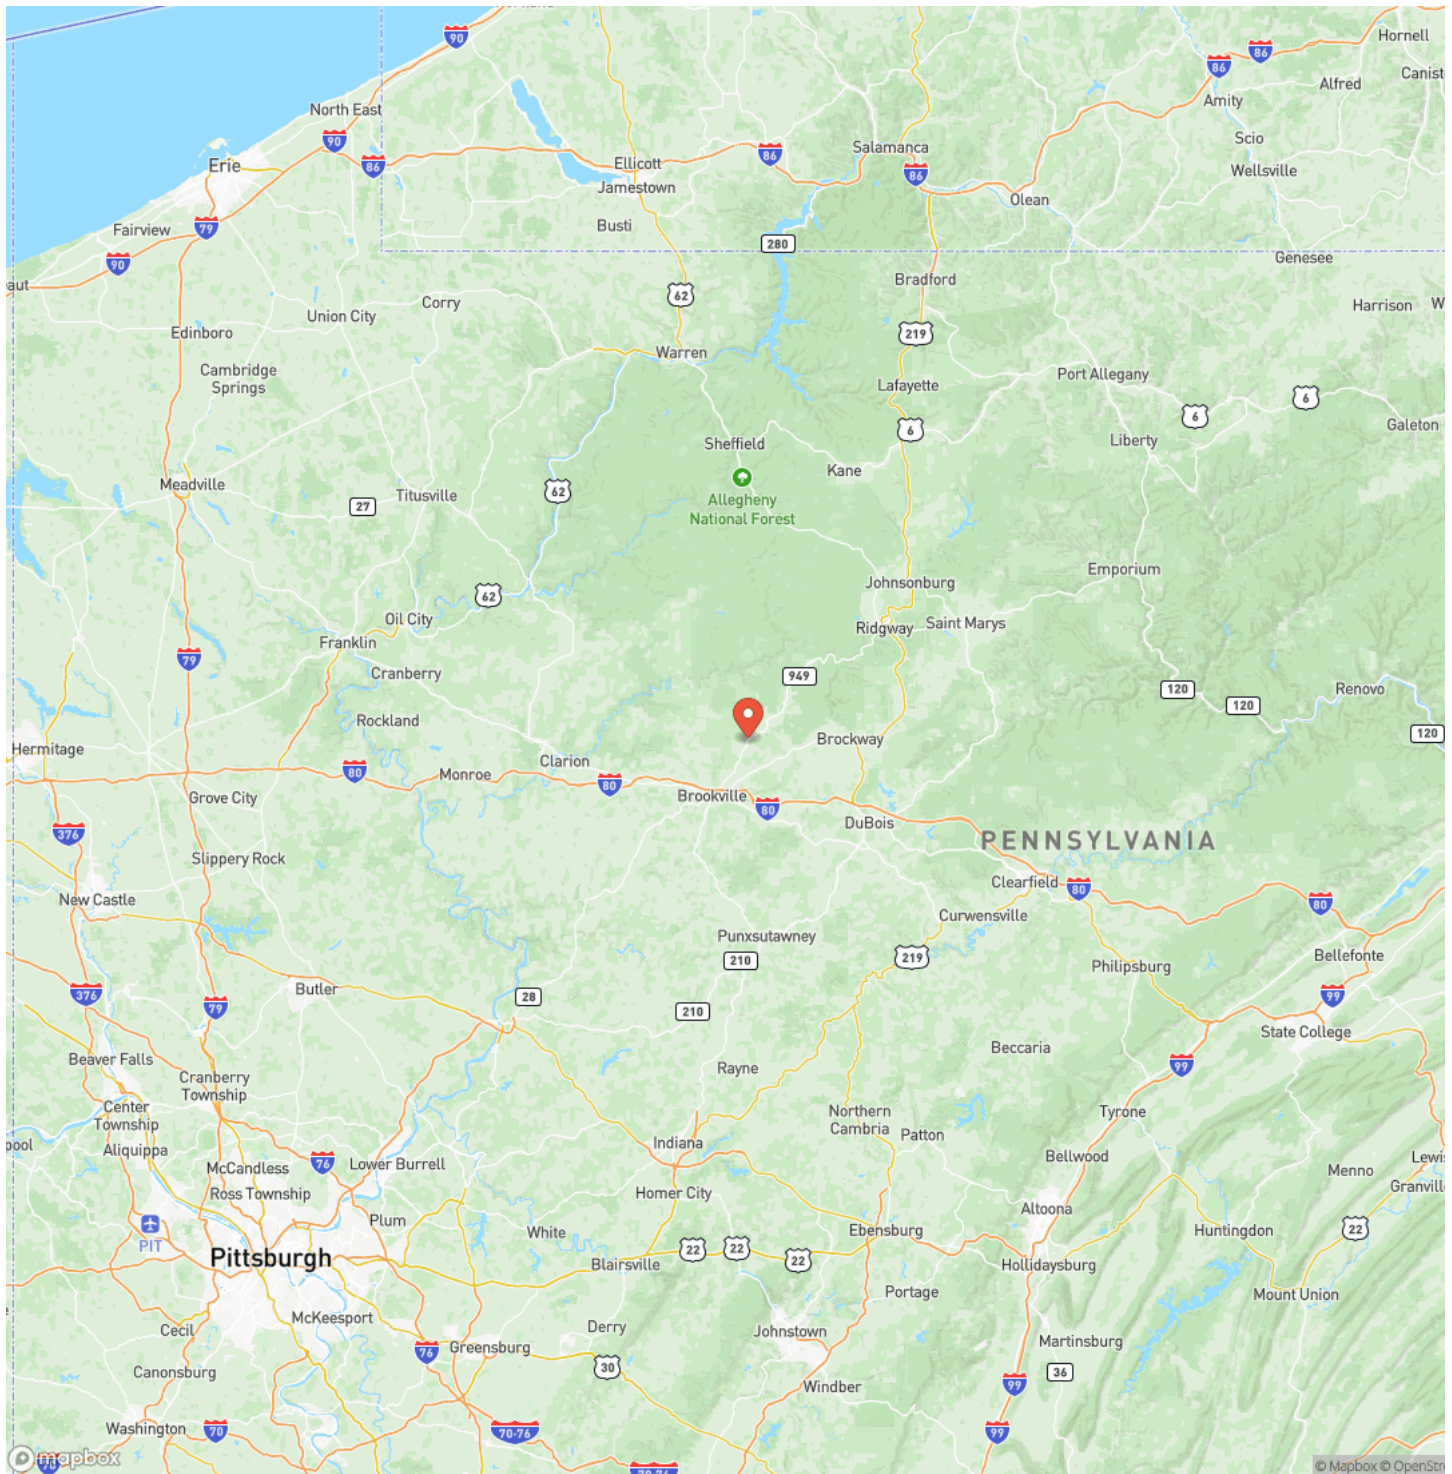 90
Hornell
86
86
Alfred
Canist
Amity
North East
90
Scio
Salamanca
86
Erie
86
Ellicott
Wellsville
86
Jamestown
Olean
Busti
79
Fairview
280
Genesee
90
Bradford
aut
62
Corry
Harrison
W
Union City
Edinboro
219
Warren
Cambridge
Springs
Port Allegany
Lafayette
6
6
Galeton
6
Liberty
Sheffield
Kane
Meadville
Titusville
62
27
Allegheny
National Forest
Emporium
Johnsonburg
62
Oil City
Saint Marys
Ridgway
Franklin
79
Cranberry
949
120
Renovo
120
Rockland
120
Hermitage
Brockway
Clarion
80
Monroe
80
Grove City
Brookville
80
DuBois
376
PENNSYLVANIA
Slippery Rock
Clearfield
80
New Castle
80
Curwensville
Punxsutawney
219
210
Bellefonte
Philipsburg
Butler
376
28
99
79
210
State College
Beccaria
Beaver Falls
99
Rayne
Cranberry
Township
Center
Township
Northern
Cambria
Tyrone
Patton
Indiana
pool
Aliquippa
Bellwood
Lewis
76
Lower Burrell
McCandless
Menno
Granville
Ross Township
Homer City
Altoona
Plum
PIT
White
Ebensburg
Huntingdon
22
22
22
22
Pittsburgh
Blairsville
Hollidaysburg
Portage
Mount Union
McKeesport
Derry
Cecil
Johnstown
Martinsburg
Greensburg
76
30
Canonsburg
36
99
Windber
Washington
70
70-76
99
mapbox
70
70-76
© Mapbox © OpenStr